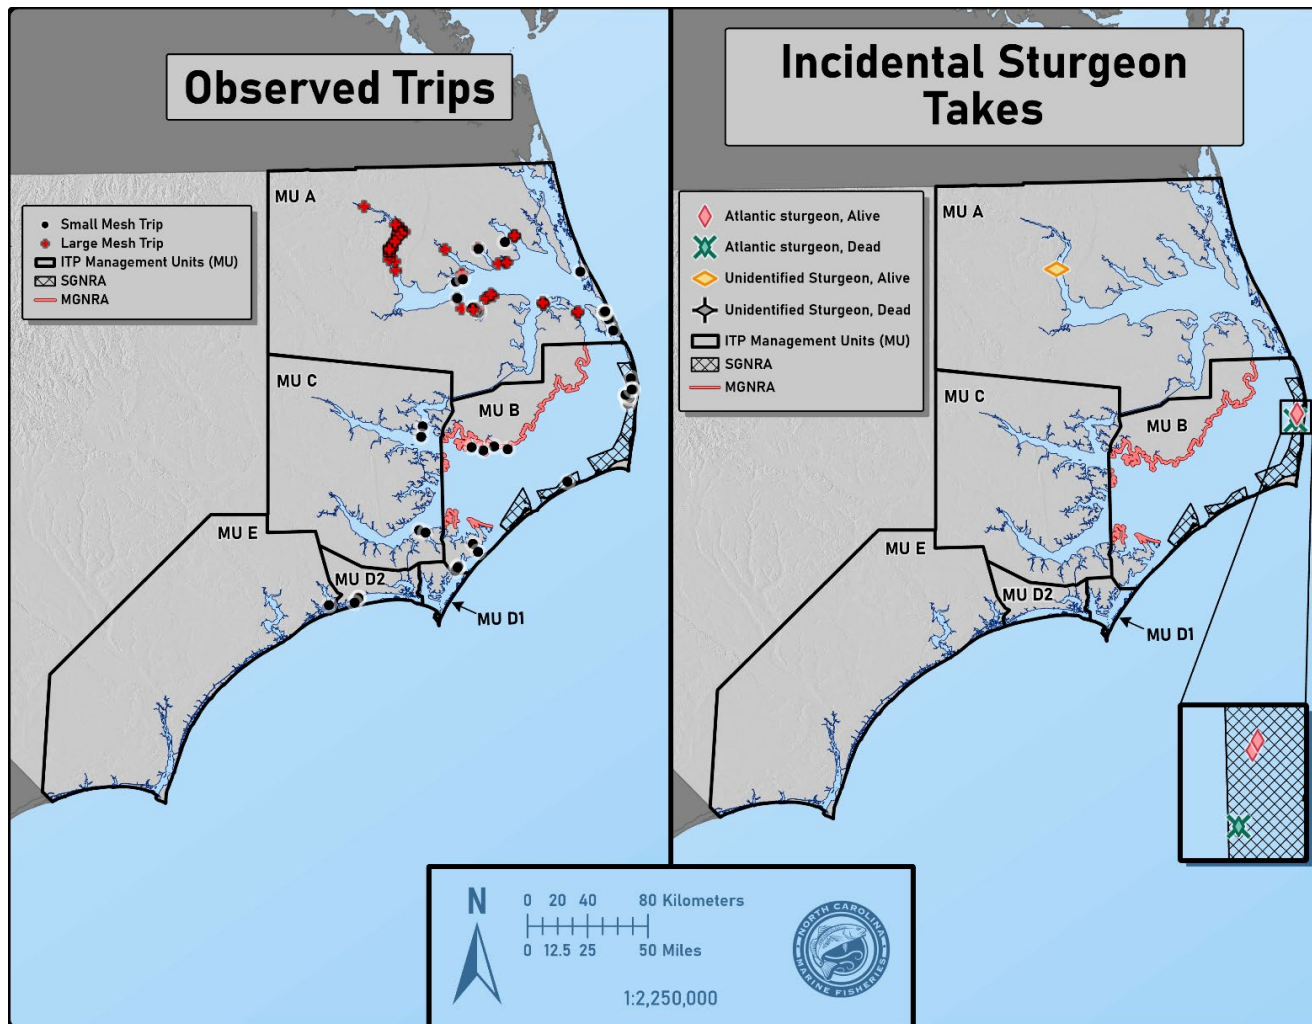 Observed Trips
Small Mesh Trip
Large Mesh Trip
ITP Management Units (MU)
SGNRA
MGNRA
MU A
MU C
MU B
MU E
MU D2
MU D1
Incidental Sturgeon
Takes
Atlantic sturgeon, Alive
Atlantic sturgeon, Dead
Unidentified Sturgeon, Alive
Unidentified Sturgeon, Dead
ITP Management Units (MU)
SGNRA
MGNRA
MU A
MU C
MU B
MU E
MU D2
MU D1
N
0 20 40 80 Kilometers
0 12.5 25 50 Miles
1:2,250,000
NORTH CAROLINA
MARINE FISHERIES